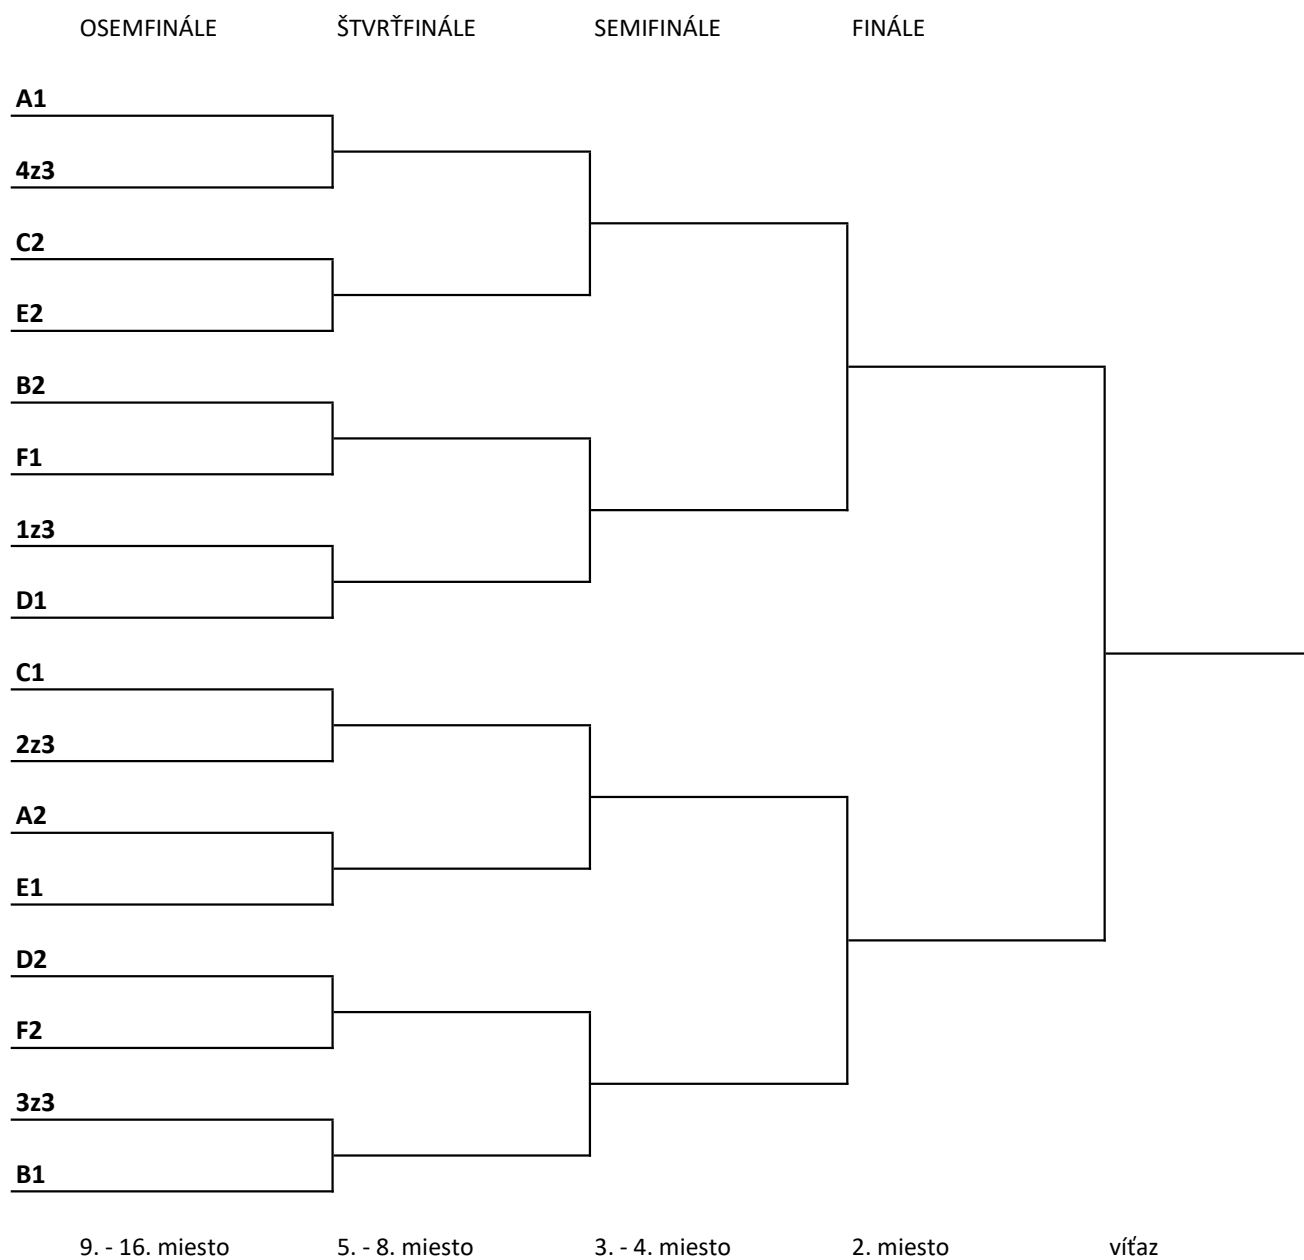 OSEMFINÁLE ŠTVRŤFINÁLE SEMIFINÁLE FINÁLE
A1
4z3
C2
E2
B2
F1
1z3
D1
C1
2z3
A2
E1
D2
F2
3z3
B1
9. - 16. miesto 5. - 8. miesto 3. - 4. miesto 2. miesto víťaz